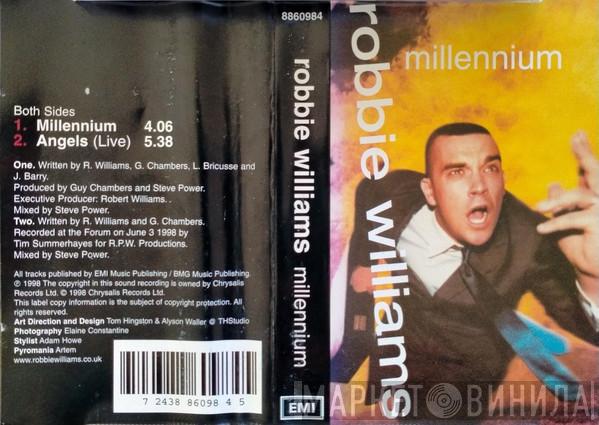 Both Sides
1. Millennium 4.06
2. Angels (Live) 5.38
One. Written by R. Williams, G. Chambers, L. Bricusse and
J. Barry.
Produced by Guy Chambers and Steve Power.
Executive Producer: Robert Williams. .
Mixed by Steve Power.
Two. Written by R. Williams and G. Chambers.
Recorded at the Forum on June 3 1998 by
Tim Summerhayes for R.P.W. Productions.
Mixed by Steve Power.
All tracks published by EMI Music Publishing / BMG Music Publishing.
℗ 1998 The copyright in this sound recording is owned by Chrysalis
Records Ltd. © 1998 Chrysalis Records Ltd.
This label copy information is the subject of copyright protection. All
rights reserved.
Art Direction and Design Tom Hingston & Alyson Waller @ THStudio
Photography Elaine Constantine
Stylist Adam Howe
Pyromania Artem
www.robbiewilliams.co.uk
7 24388 6098 4 5
8860984
robbie williams millennium
EMI
millennium
robbie williams
МАРКЕТОВИНИЛА